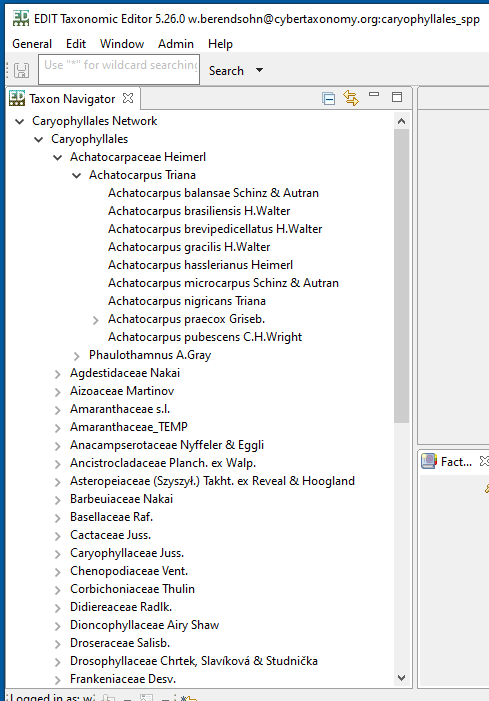 EDIT Taxonomic Editor 5.26.0 w.berendsohn@cybertaxonomy.org:caryophyllales_spp
General Edit Window Admin Help
Use "*" for wildcard searching Search
Taxon Navigator
Caryophyllales Network
Caryophyllales
Achatocarpaceae Heimerl
Achatocarpus Triana
Achatocarpus balansae Schinz & Autran
Achatocarpus brasiliensis H.Walter
Achatocarpus brevipedicellatus H.Walter
Achatocarpus gracilis H.Walter
Achatocarpus hasslerianus Heimerl
Achatocarpus microcarpus Schinz & Autran
Achatocarpus nigricans Triana
Achatocarpus praecox Griseb.
Achatocarpus pubescens C.H.Wright
Phaulothamnus A.Gray
Agdestidaceae Nakai
Aizoaceae Martinov
Amaranthaceae s.l.
Amaranthaceae_TEMP
Anacampserotaceae Nyffeler & Eggli
Ancistrocladaceae Planch. ex Walp.
Asteropeiaceae (Szyszył.) Takht. ex Reveal & Hoogland
Fact...
Barbeuiaceae Nakai
Basellaceae Raf.
Cactaceae Juss.
Caryophyllaceae Juss.
Chenopodiaceae Vent.
Corbichoniaceae Thulin
Didiereaceae Radlk.
Dioncophyllaceae Airy Shaw
Droseraceae Salisb.
Drosophyllaceae Chrtek, Slavíková & Studnička
Frankeniaceae Desv.
Logged in as: w